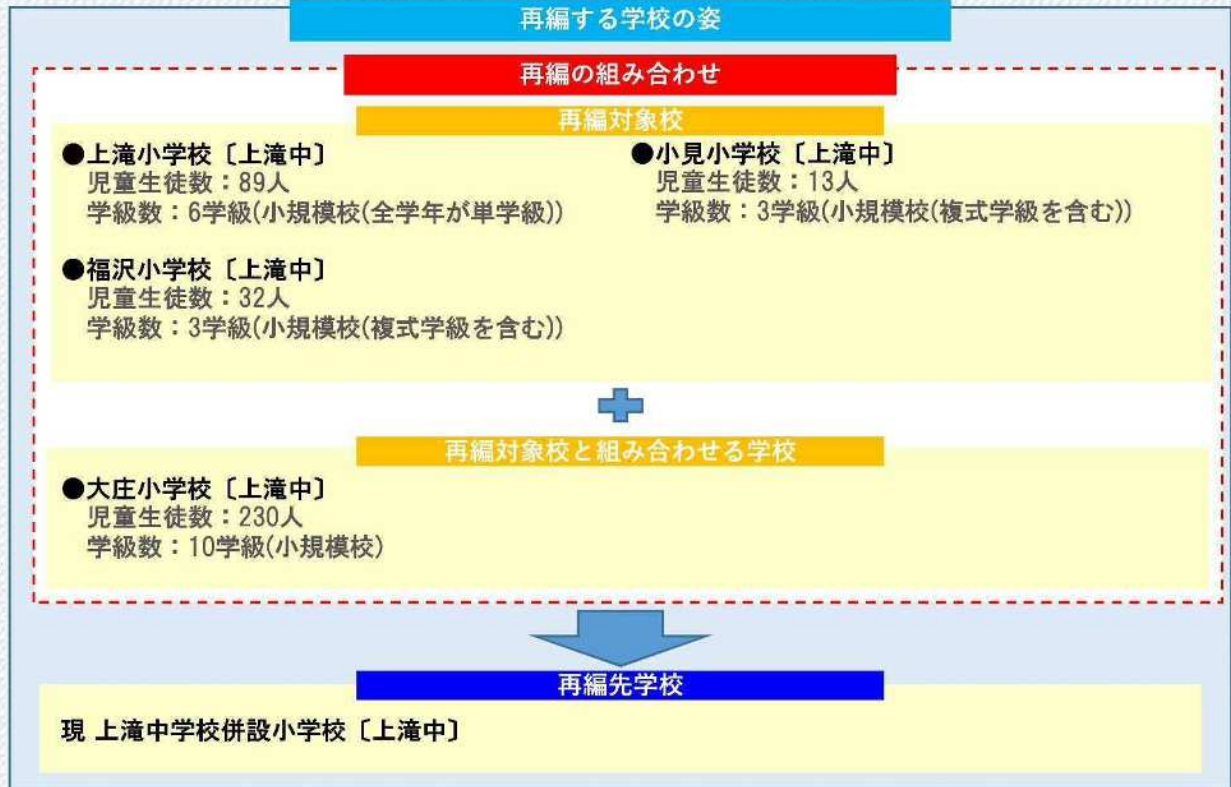 再編する学校の姿
再編の組み合わせ
再編対象校
●上滝小学校〔上滝中〕
児童生徒数：89人
学級数：6学級(小規模校(全学年が単学級))
●福沢小学校〔上滝中〕
児童生徒数：32人
学級数：3学級(小規模校(複式学級を含む))
●小見小学校〔上滝中〕
児童生徒数：13人
学級数：3学級(小規模校(複式学級を含む))
再編対象校と組み合わせる学校
●大庄小学校〔上滝中〕
児童生徒数：230人
学級数：10学級(小規模校)
再編先学校
現 上滝中学校併設小学校〔上滝中〕